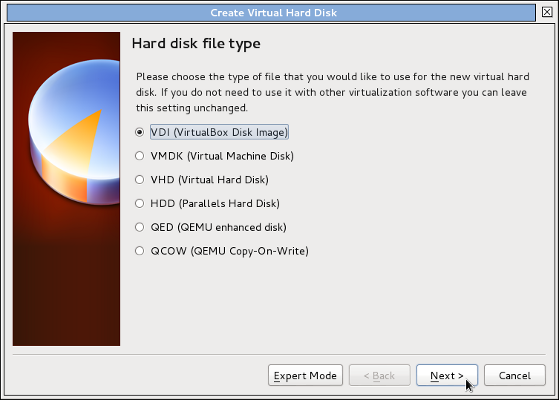 Create Virtual Hard Disk
Hard disk file type
Please choose the type of file that you would like to use for the new virtual hard
disk. If you do not need to use it with other virtualization software you can leave
this setting unchanged.
VDI (VirtualBox Disk Image)
VMDK (Virtual Machine Disk)
VHD (Virtual Hard Disk)
HDD (Parallels Hard Disk)
QED (QEMU enhanced disk)
QCOW (QEMU Copy-On-Write)
Expert Mode
< Back
Next >
Cancel